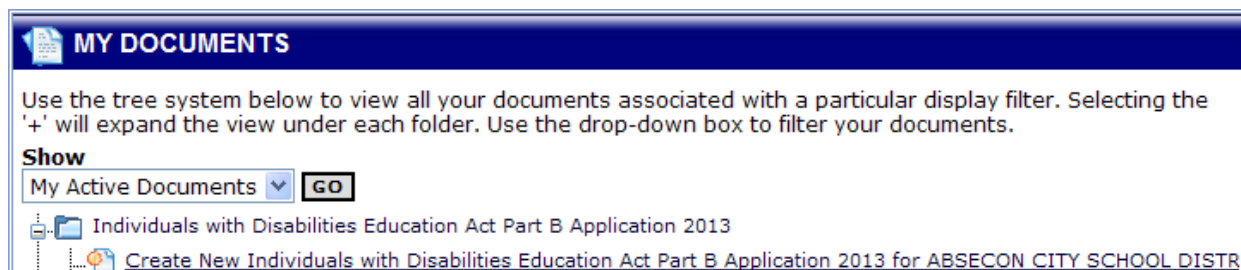 MY DOCUMENTS
Use the tree system below to view all your documents associated with a particular display filter. Selecting the
'+' will expand the view under each folder. Use the drop-down box to filter your documents.
Show
My Active Documents GO
Individuals with Disabilities Education Act Part B Application 2013
Create New Individuals with Disabilities Education Act Part B Application 2013 for ABSECON CITY SCHOOL DISTR